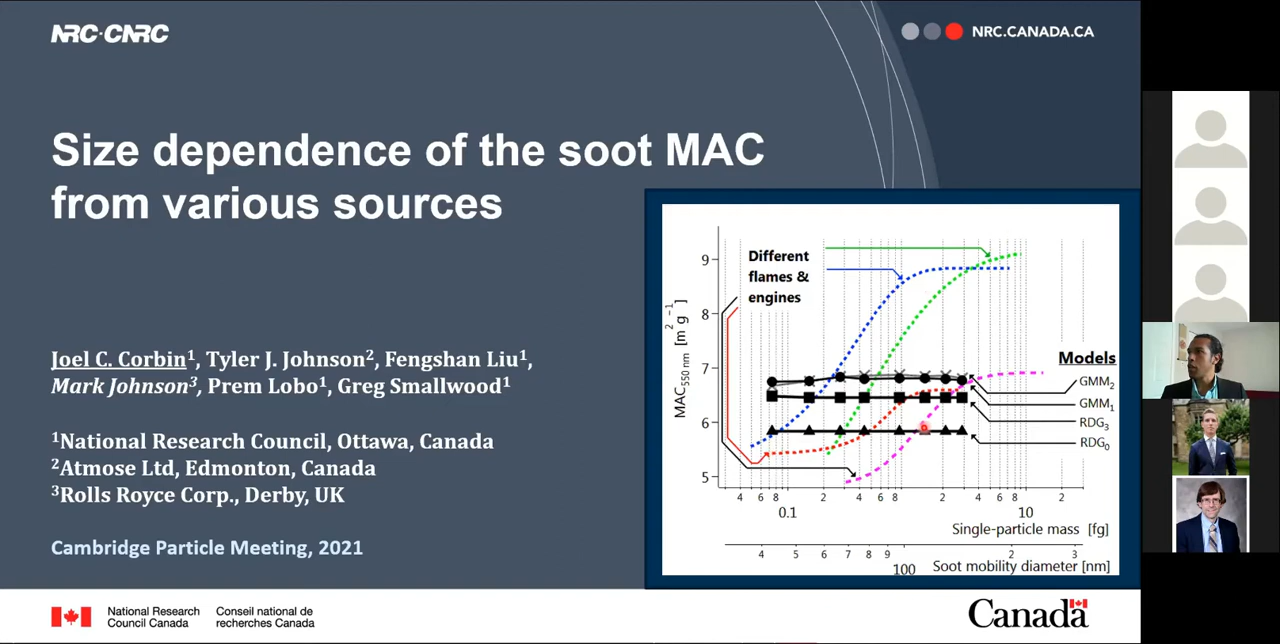 NRC·CNRC
NRC.CANADA.CA
Size dependence of the soot MAC
from various sources
Joel C. Corbin¹, Tyler J. Johnson², Fengshan Liu¹,
Mark Johnson³, Prem Lobo¹, Greg Smallwood¹
¹National Research Council, Ottawa, Canada
²Atmose Ltd, Edmonton, Canada
³Rolls Royce Corp., Derby, UK
Cambridge Particle Meeting, 2021
Different
flames &
engines
Models
GMM₂
GMM₁
RDG₃
RDG₀
MAC₅₅₀ ₙₘ [m² g⁻¹]
9
8
7
6
5
4 6 8 2 4 6 8 2 4 6 8 2
0.1 10
Single-particle mass [fg]
4 5 6 7 8 9 2 3
100 Soot mobility diameter [nm]
National Research Council Canada
Conseil national de recherches Canada
Canada